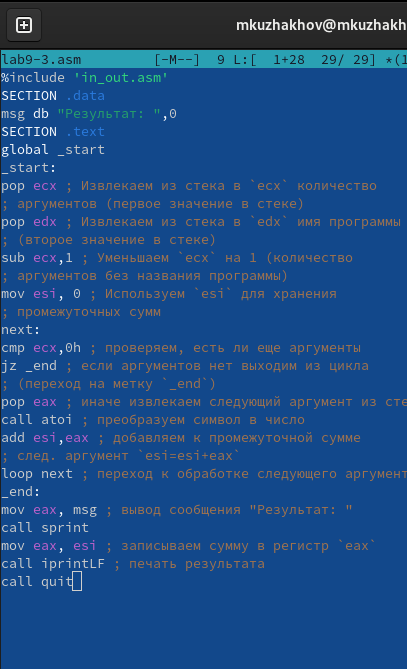 mkuzhakhov@mkuzhakh
lab9-3.asm [-M--] 9 L:[ 1+28 29/ 29] *(1
%include 'in_out.asm'
SECTION .data
msg db "Результат: ",0
SECTION .text
global _start
_start:
pop ecx ; Извлекаем из стека в `ecx` количество
; аргументов (первое значение в стеке)
pop edx ; Извлекаем из стека в `edx` имя программы
; (второе значение в стеке)
sub ecx,1 ; Уменьшаем `ecx` на 1 (количество
; аргументов без названия программы)
mov esi, 0 ; Используем `esi` для хранения
; промежуточных сумм
next:
cmp ecx,0h ; проверяем, есть ли еще аргументы
jz _end ; если аргументов нет выходим из цикла
; (переход на метку `_end`)
pop eax ; иначе извлекаем следующий аргумент из сте
call atoi ; преобразуем символ в число
add esi,eax ; добавляем к промежуточной сумме
; след. аргумент `esi=esi+eax`
loop next ; переход к обработке следующего аргумент
_end:
mov eax, msg ; вывод сообщения "Результат: "
call sprint
mov eax, esi ; записываем сумму в регистр `eax`
call iprintLF ; печать результата
call quit